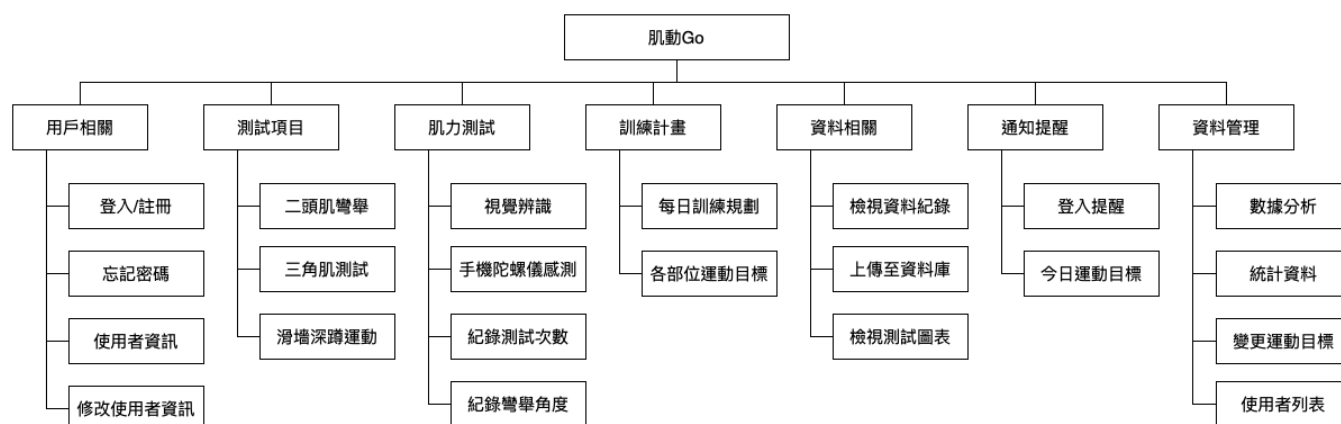 肌動Go
用戶相關
登入/註冊
忘記密碼
使用者資訊
修改使用者資訊
測試項目
二頭肌彎舉
三角肌測試
滑墻深蹲運動
肌力測試
視覺辨識
手機陀螺儀感測
紀錄測試次數
紀錄彎舉角度
訓練計畫
每日訓練規劃
各部位運動目標
資料相關
檢視資料紀錄
上傳至資料庫
檢視測試圖表
通知提醒
登入提醒
今日運動目標
資料管理
數據分析
統計資料
變更運動目標
使用者列表